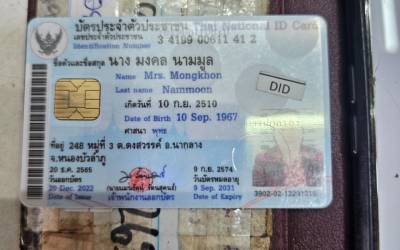 บัตรประจำตัวประชาชน Thai National ID Card
เลขประจำตัวประชาชน 3 4199 00611 41 2
Identification Number
ชื่อตัวและชื่อสกุล นาง มงคล นามมูล
Name Mrs. Mongkhon
Last name Nammoon
DID
เกิดวันที่ 10 ก.ย. 2510
Date of Birth 10 Sep. 1967
ศาสนา พุทธ
ที่อยู่ 248 หมู่ที่ 3 ต.ดงสวรรค์ อ.นากลาง
จ.หนองบัวลำภู
20 ธ.ค. 2565
วันออกบัตร
20 Dec. 2022
Date of Issue
เจ้าพนักงานออกบัตร
9 ก.ย. 2574
วันบัตรหมดอายุ
9 Sep. 2031
Date of Expiry